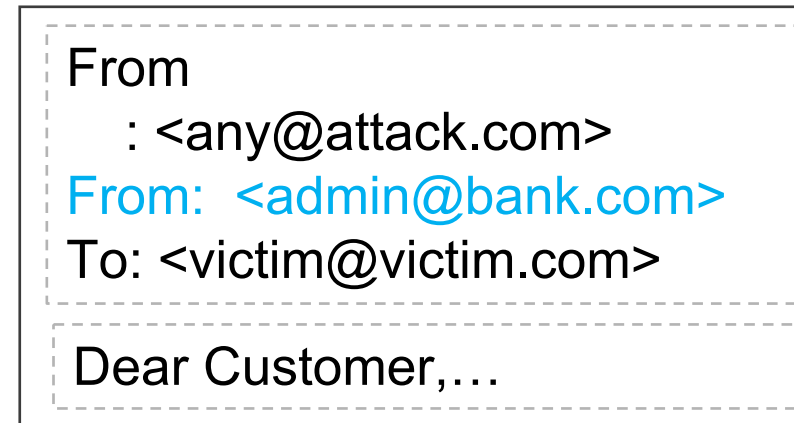 From
: <any@attack.com>
From: <admin@bank.com>
To: <victim@victim.com>
Dear Customer,…